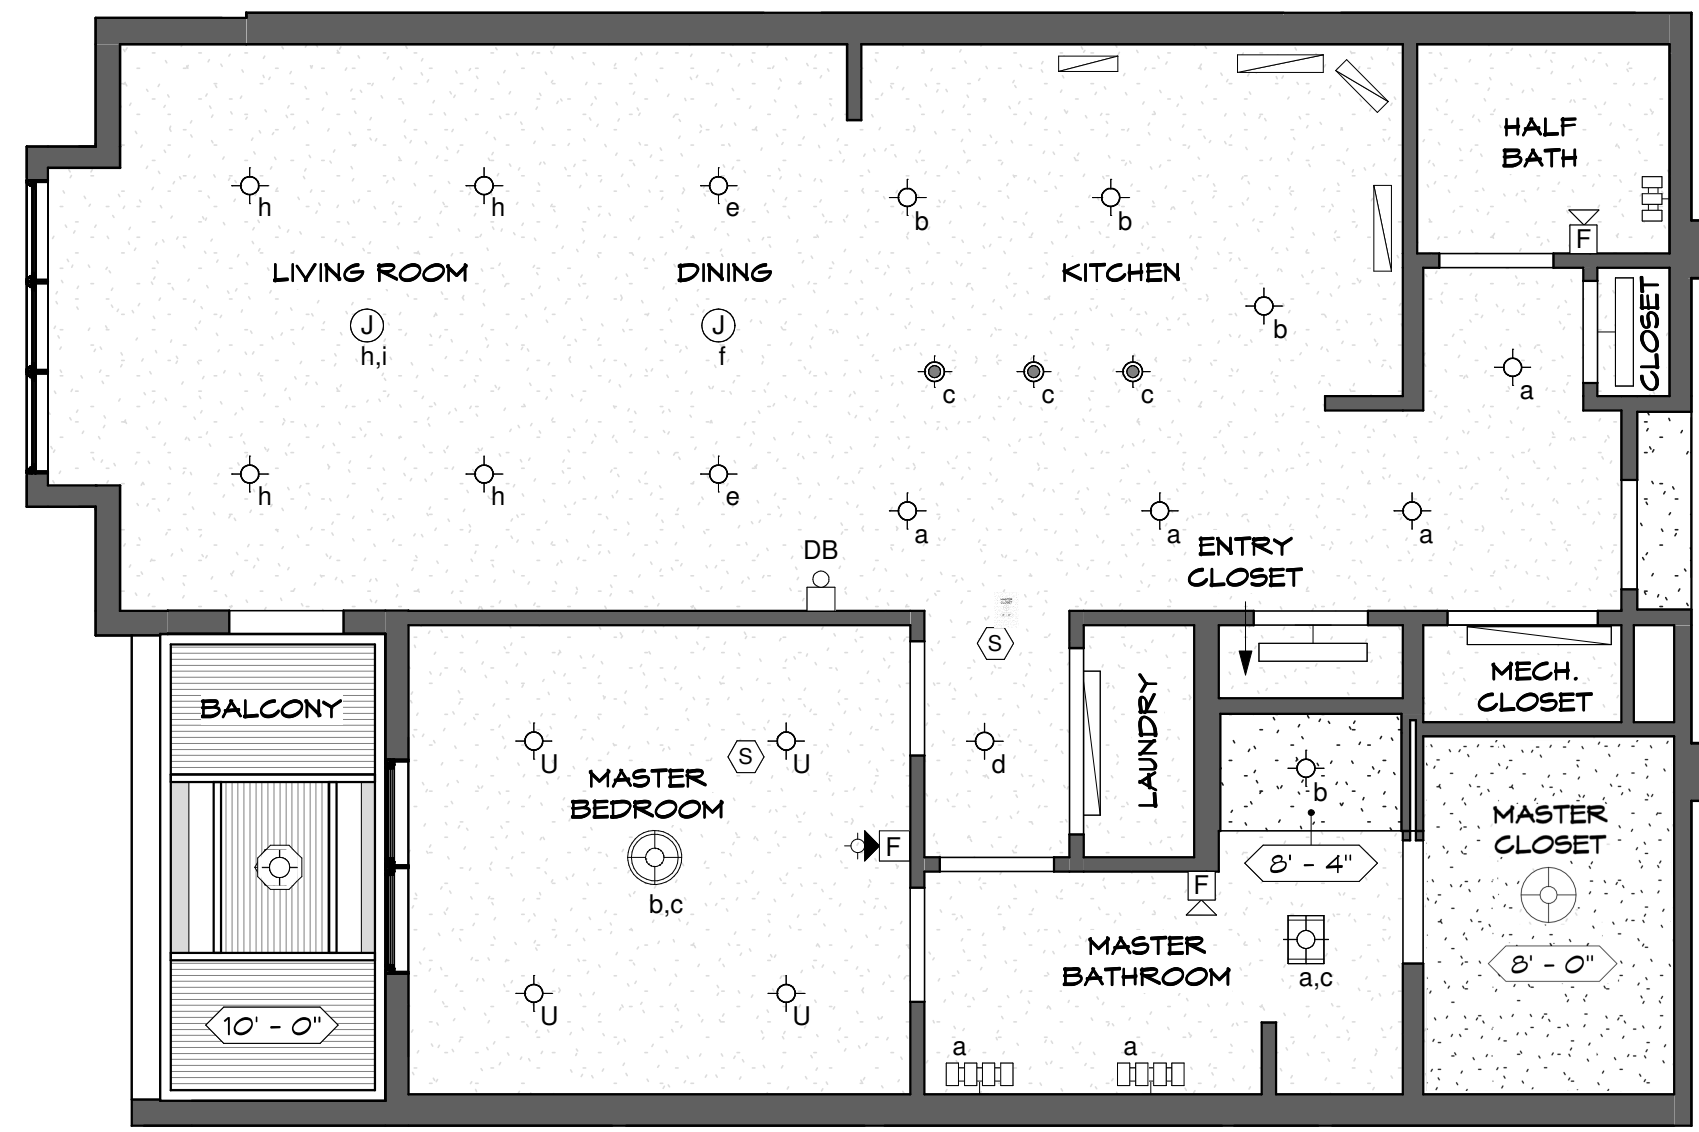 HALF
BATH
h
h
e
b
b
F
LIVING ROOM
DINING
KITCHEN
CLOSET
J
h,i
J
f
b
c
c
c
a
h
h
e
a
a
a
DB
ENTRY
CLOSET
S
MECH.
CLOSET
LAUNDRY
BALCONY
U
S
U
d
b
MASTER
BEDROOM
MASTER
CLOSET
F
8' - 4"
F
b,c
MASTER
BATHROOM
a,c
8' - 0"
10' - 0"
U
U
a
a